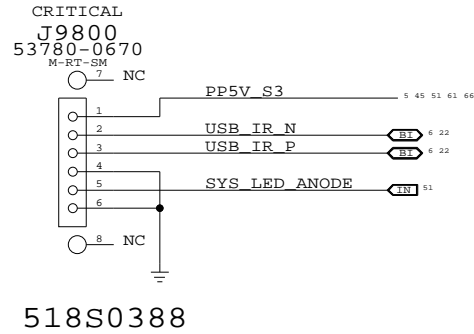 CRITICAL
J9800
53780-0670
M-RT-SM
7 NC
PP5V_S3 5 45 51 61 66
1
USB_IR_N BI 6 22
2
USB_IR_P BI 6 22
3
4
SYS_LED_ANODE IN 51
5
6
8 NC
518S0388